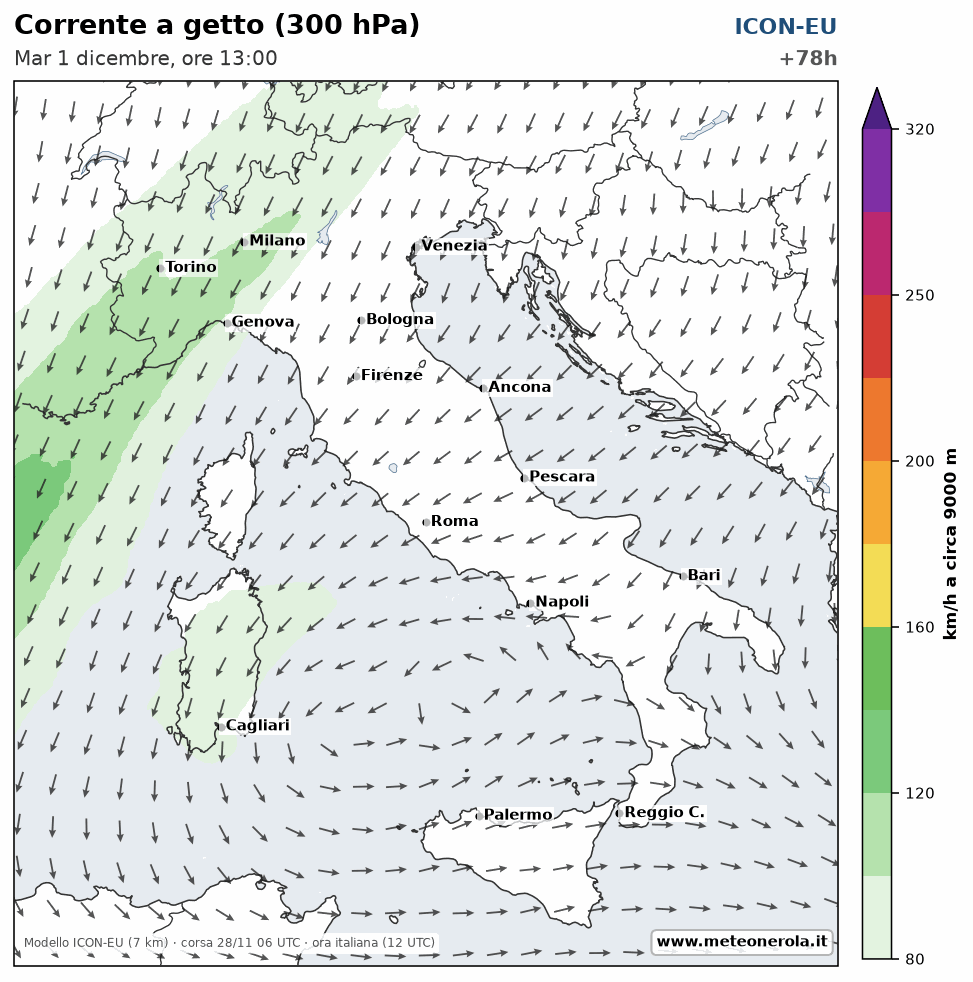 Corrente a getto (300 hPa)
ICON-EU
Mar 1 dicembre, ore 13:00
+78h
Milano
Venezia
Torino
Genova
Bologna
Firenze
Ancona
Pescara
Roma
Bari
Napoli
Cagliari
Palermo
Reggio C.
320
250
200
160
120
80
km/h a circa 9000 m
Modello ICON-EU (7 km) · corsa 28/11 06 UTC · ora italiana (12 UTC)
www.meteonerola.it